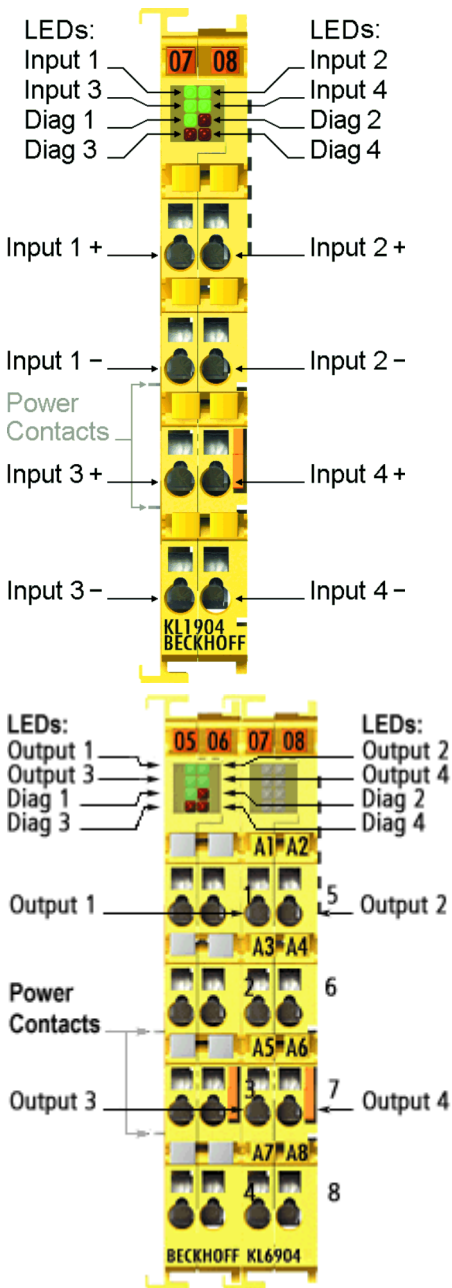 LEDs: LEDs:
Input 1 07 08 Input 2
Input 3 Input 4
Diag 1 Diag 2
Diag 3 Diag 4
Input 1 + Input 2 +
Input 1 – Input 2 –
Power
Contacts
Input 3 + Input 4 +
Input 3 – Input 4 –
KL1904
BECKHOFF
LEDs: 05 06 07 08 LEDs:
Output 1 Output 2
Output 3 Output 4
Diag 1 Diag 2
Diag 3 Diag 4
A1 A2
Output 1 1 5 Output 2
A3 A4
2 6
Power
Contacts
A5 A6
Output 3 3 7 Output 4
A7 A8
4 8
BECKHOFF KL6904